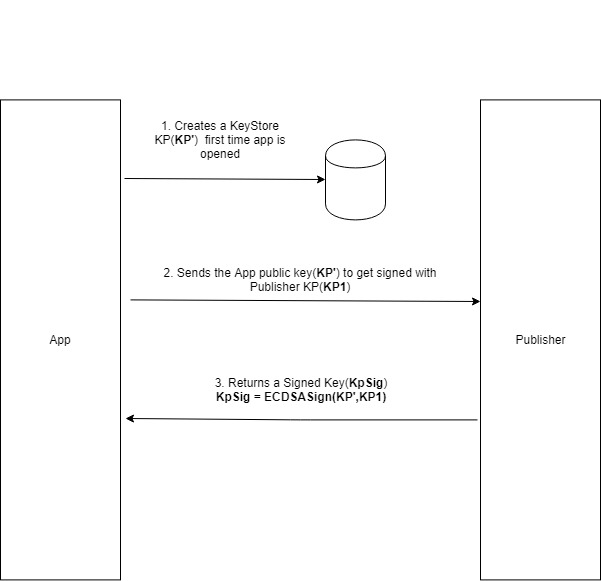 1. Creates a KeyStore
KP(KP') first time app is
opened
2. Sends the App public key(KP') to get signed with
Publisher KP(KP1)
App
Publisher
3. Returns a Signed Key(KpSig)
KpSig = ECDSASign(KP',KP1)